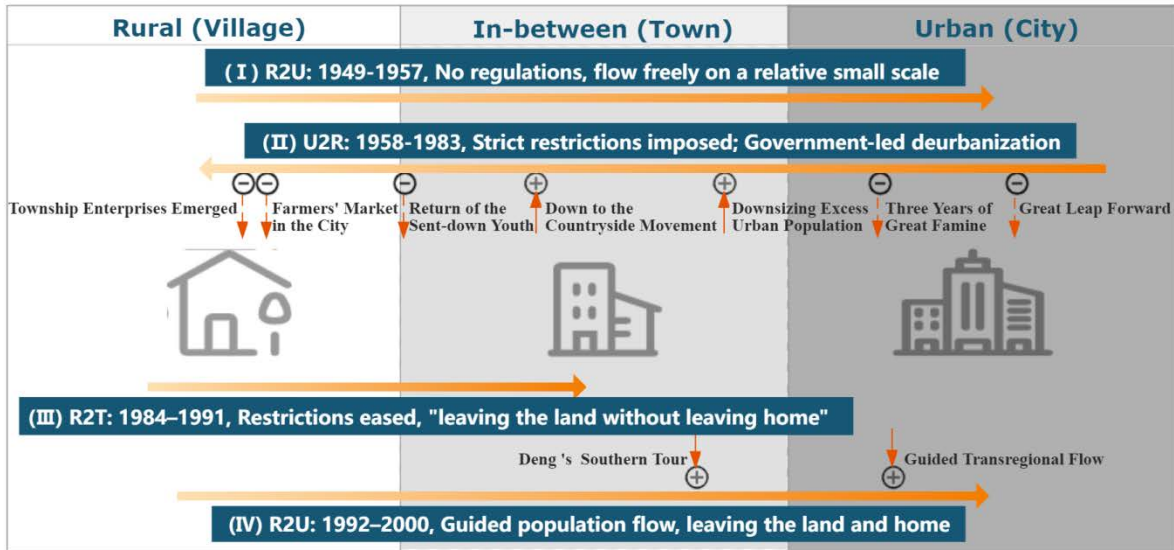 Rural (Village)
In-between (Town)
Urban (City)
(Ⅰ) R2U: 1949-1957, No regulations, flow freely on a relative small scale
(Ⅱ) U2R: 1958-1983, Strict restrictions imposed; Government-led deurbanization
Township Enterprises Emerged
Farmers' Market
in the City
Return of the
Sent-down Youth
Down to the
Countryside Movement
Downsizing Excess
Urban Population
Three Years of
Great Famine
Great Leap Forward
(Ⅲ) R2T: 1984–1991, Restrictions eased, "leaving the land without leaving home"
Deng 's Southern Tour
Guided Transregional Flow
(Ⅳ) R2U: 1992–2000, Guided population flow, leaving the land and home